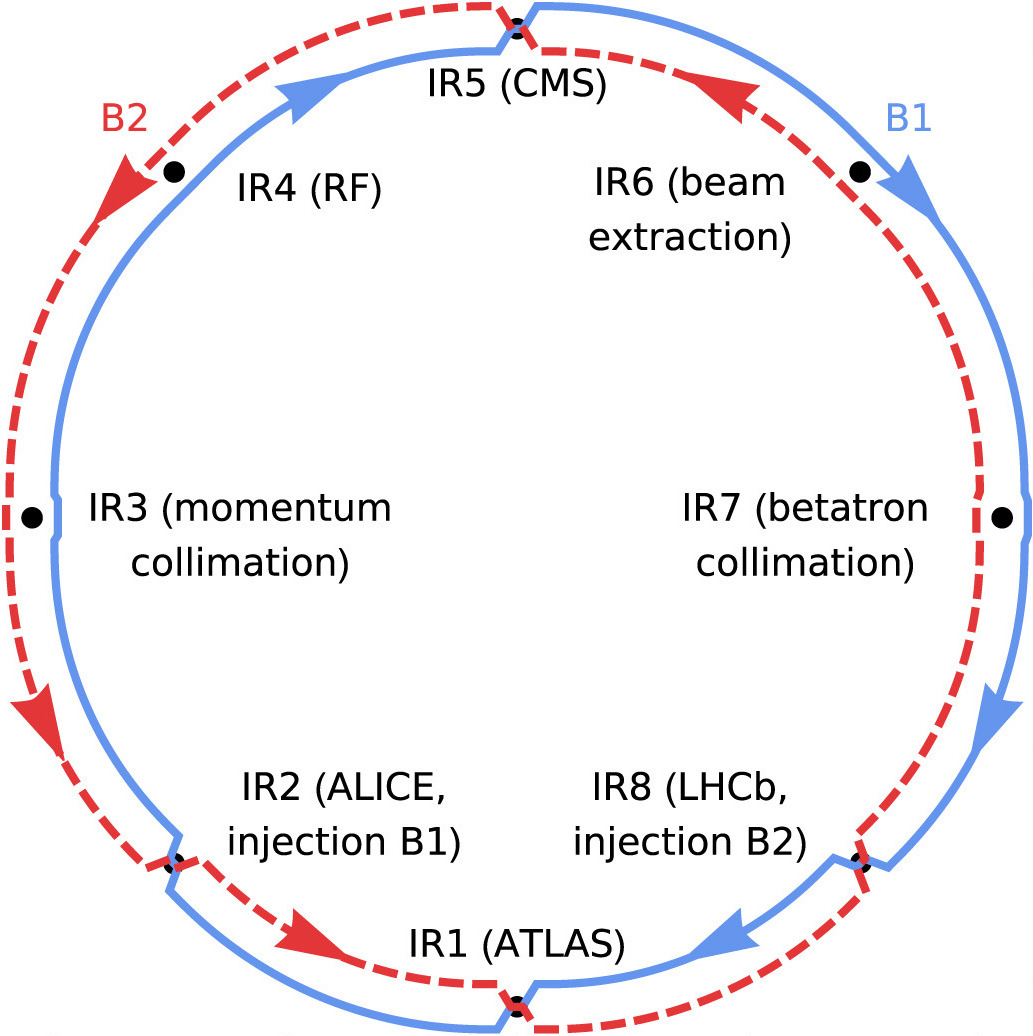 IR5 (CMS)
B2
B1
IR4 (RF)
IR6 (beam
extraction)
IR3 (momentum
collimation)
IR7 (betatron
collimation)
IR2 (ALICE,
injection B1)
IR8 (LHCb,
injection B2)
IR1 (ATLAS)